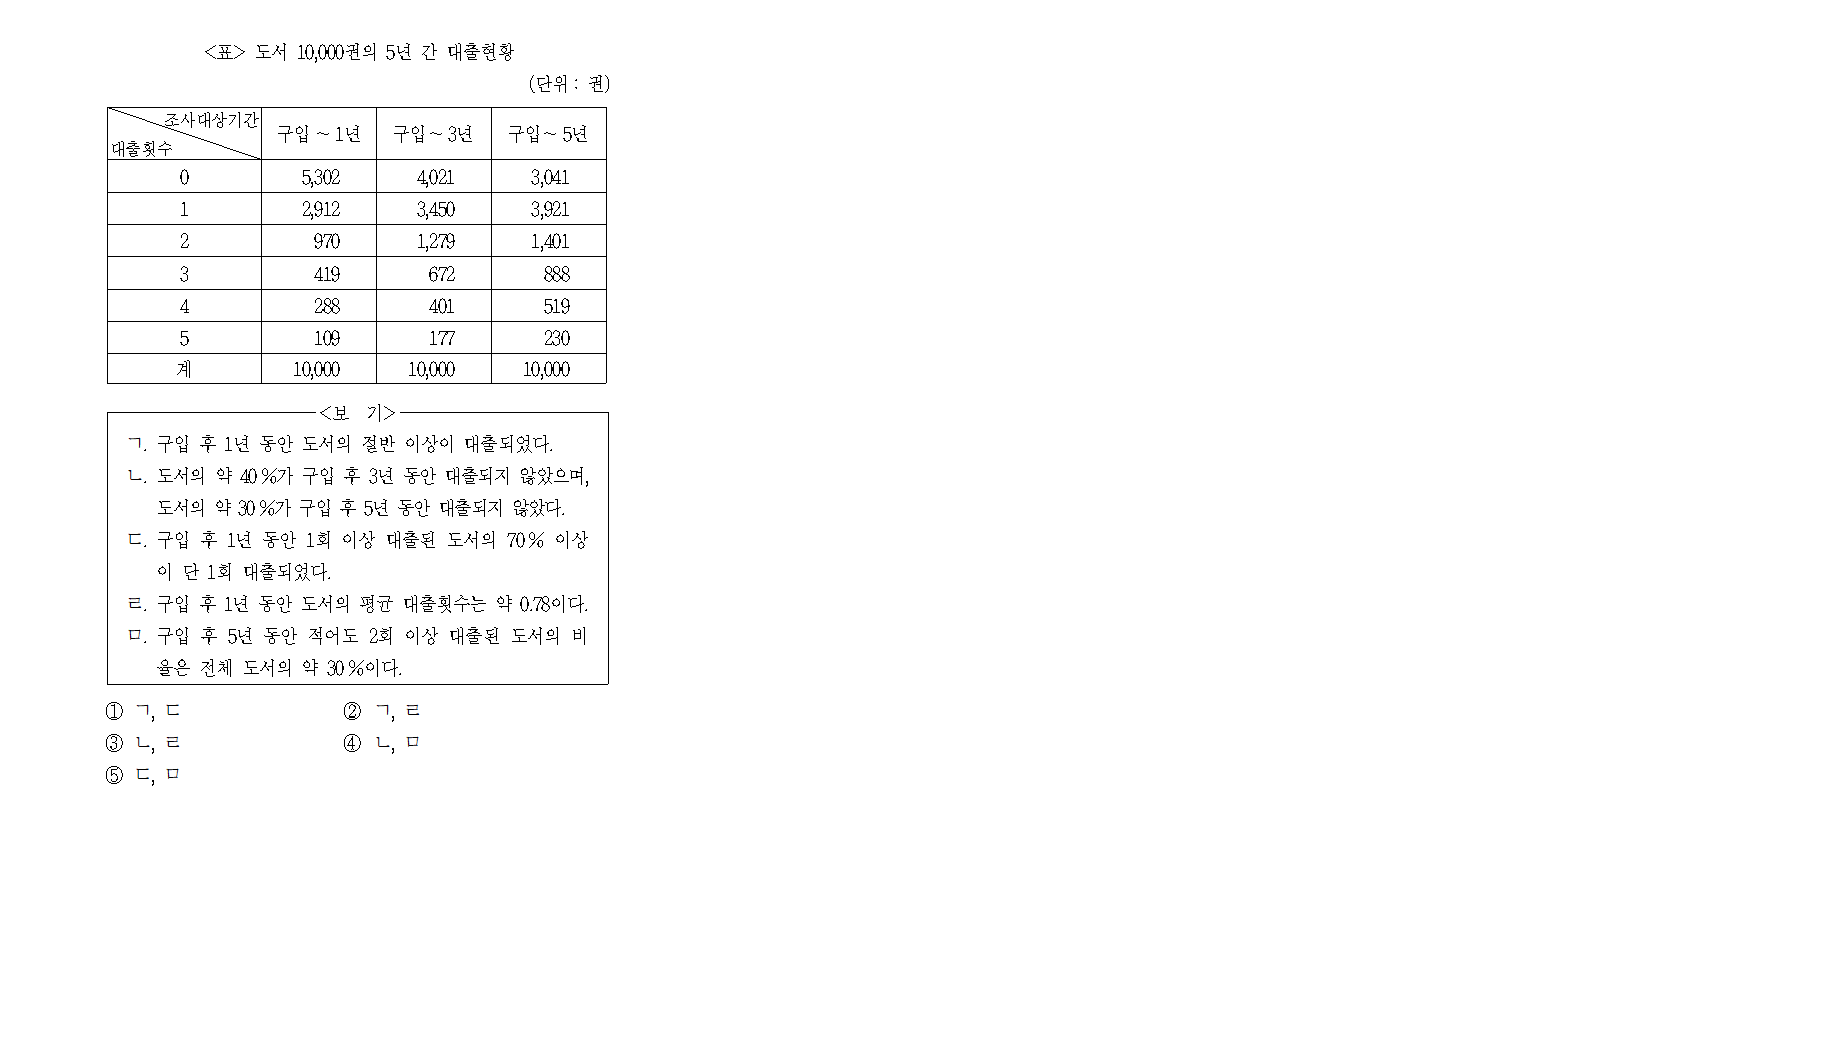 <표> 도서 10,000권의 5년 간 대출현황
(단위 : 권)
조사대상기간
대출횟수
구입 ~ 1년 구입 ~ 3년 구입 ~ 5년
0 5,302 4,021 3,041
1 2,912 3,450 3,921
2 970 1,279 1,401
3 419 672 888
4 288 401 519
5 109 177 230
계 10,000 10,000 10,000
<보 기>
ㄱ. 구입 후 1년 동안 도서의 절반 이상이 대출되었다.
ㄴ. 도서의 약 40%가 구입 후 3년 동안 대출되지 않았으며,
도서의 약 30%가 구입 후 5년 동안 대출되지 않았다.
ㄷ. 구입 후 1년 동안 1회 이상 대출된 도서의 70% 이상
이 단 1회 대출되었다.
ㄹ. 구입 후 1년 동안 도서의 평균 대출횟수는 약 0.78이다.
ㅁ. 구입 후 5년 동안 적어도 2회 이상 대출된 도서의 비
율은 전체 도서의 약 30%이다.
① ㄱ, ㄷ ② ㄱ, ㄹ
③ ㄴ, ㄹ ④ ㄴ, ㅁ
⑤ ㄷ, ㅁ